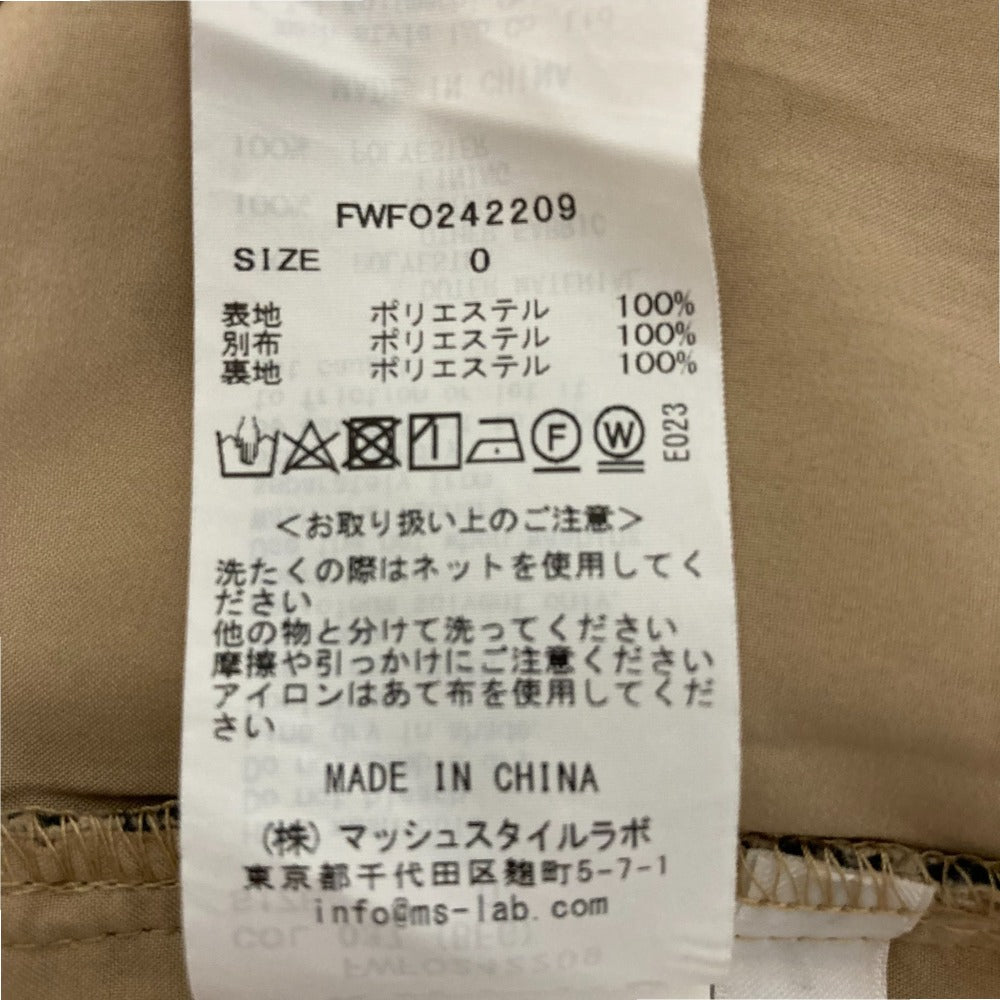 FWFO242209
SIZE 0
表地 ポリエステル 100%
別布 ポリエステル 100%
裏地 ポリエステル 100%
F W E023
<お取り扱い上のご注意>
洗たくの際はネットを使用してく
ださい
他の物と分けて洗ってください
摩擦や引っかけにご注意ください
アイロンはあて布を使用してくだ
さい
MADE IN CHINA
(株) マッシュスタイルラボ
東京都千代田区麹町5-7-1
info@ms-lab.com